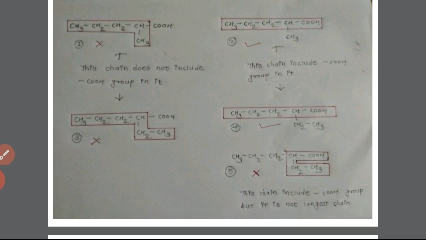 CH₃ - CH₂ - CH₂ - CH - COOH
CH₃
① ×
This chain does not include
- COOH group in it.
CH₃ - CH₂ - CH₂ - CH - COOH
CH₂ - CH₃
③ ×
CH₃ - CH₂ - CH₂ - CH - COOH
CH₃
② ✓
This chain include - COOH
group in it.
CH₃ - CH₂ - CH₂ - CH - COOH
CH₂ - CH₃
④ ✓
CH₃ - CH₂ - CH₂ - CH - COOH
CH₂ - CH₃
⑤ ×
This chain include - COOH group
but it is not longest chain